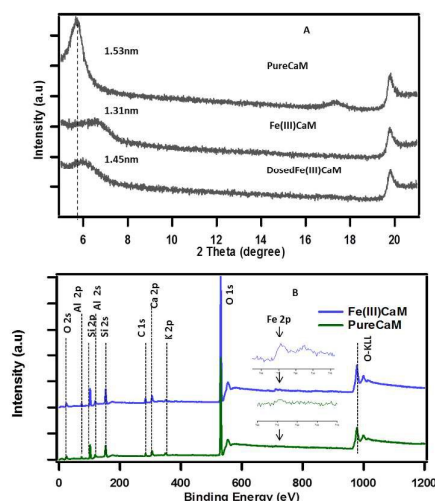 A
1.53nm
PureCaM
1.31nm
Fe(III)CaM
1.45nm
DosedFe(III)CaM
Intensity (a.u)
6 8 10 12 14 16 18 20
2 Theta (degree)
B
O 2s
Al 2p
Si 2p
Al 2s
Si 2s
C 1s
Ca 2p
K 2p
O 1s
Fe 2p
Fe(III)CaM
PureCaM
O-KLL
Intensity (a.u)
0 200 400 600 800 1000 1200
Binding Energy (eV)